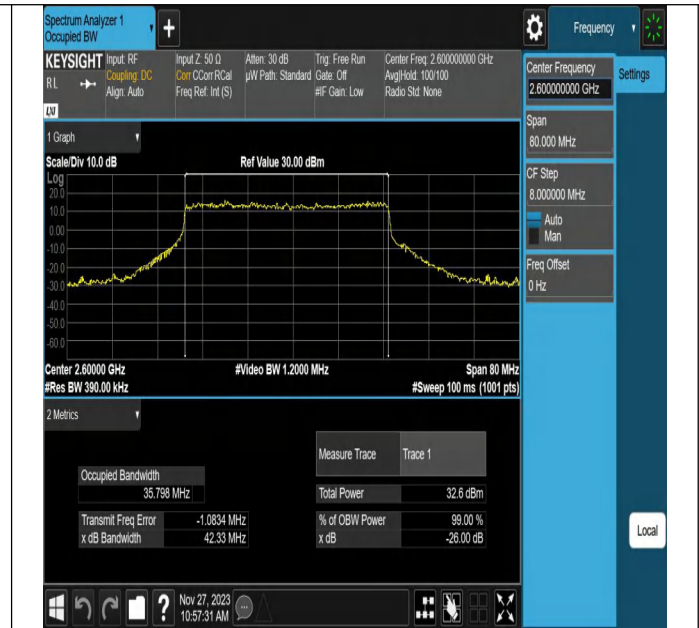 Spectrum Analyzer 1
Occupied BW
+
Frequency
KEYSIGHT
RL
LXI
Input: RF
Coupling: DC
Align: Auto
Input Z: 50 Ω
Corr CCorr RCal
Freq Ref: Int (S)
Atten: 30 dB
µW Path: Standard
Trig: Free Run
Gate: Off
#IF Gain: Low
Center Freq: 2.600000000 GHz
Avg|Hold: 100/100
Radio Std: None
Center Frequency
2.600000000 GHz
Settings
Span
80.000 MHz
CF Step
8.000000 MHz
Auto
Man
Freq Offset
0 Hz
1 Graph
Scale/Div 10.0 dB
Ref Value 30.00 dBm
Log
20.0
10.0
0.00
-10.0
-20.0
-30.0
-40.0
-50.0
-60.0
Center 2.60000 GHz
#Video BW 1.2000 MHz
Span 80 MHz
#Res BW 390.00 kHz
#Sweep 100 ms (1001 pts)
2 Metrics
Measure Trace Trace 1
Occupied Bandwidth
35.798 MHz
Total Power 32.6 dBm
Transmit Freq Error -1.0834 MHz
% of OBW Power 99.00 %
x dB Bandwidth 42.33 MHz
x dB -26.00 dB
Local
?
Nov 27, 2023
10:57:31 AM